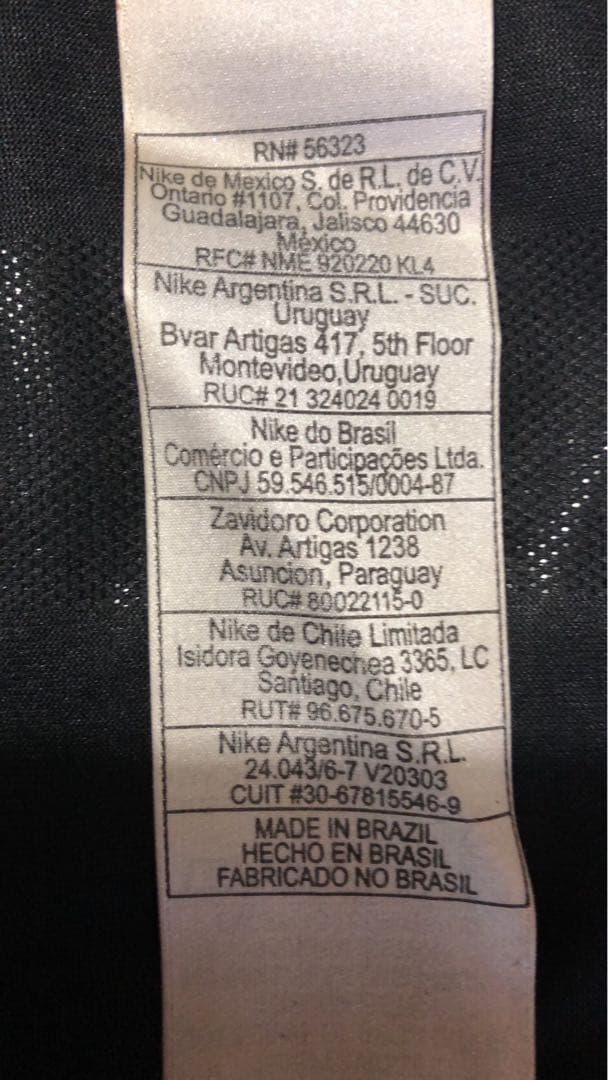 RN# 56323
Nike de Mexico S. de R.L. de C.V.
Ontario #1107, Col. Providencia
Guadalajara, Jalisco 44630
México
RFC# NME 920220 KL4
Nike Argentina S.R.L. - SUC.
Uruguay
Bvar Artigas 417, 5th Floor
Montevideo,Uruguay
RUC# 21 324024 0019
Nike do Brasil
Comércio e Participações Ltda.
CNPJ 59.546.515/0004-87
Zavidoro Corporation
Av. Artigas 1238
Asuncion, Paraguay
RUC# 80022115-0
Nike de Chile Limitada
Isidora Goyenechea 3365, LC
Santiago, Chile
RUT# 96.675.670-5
Nike Argentina S.R.L.
24.043/6-7 V20303
CUIT #30-67815546-9
MADE IN BRAZIL
HECHO EN BRASIL
FABRICADO NO BRASIL